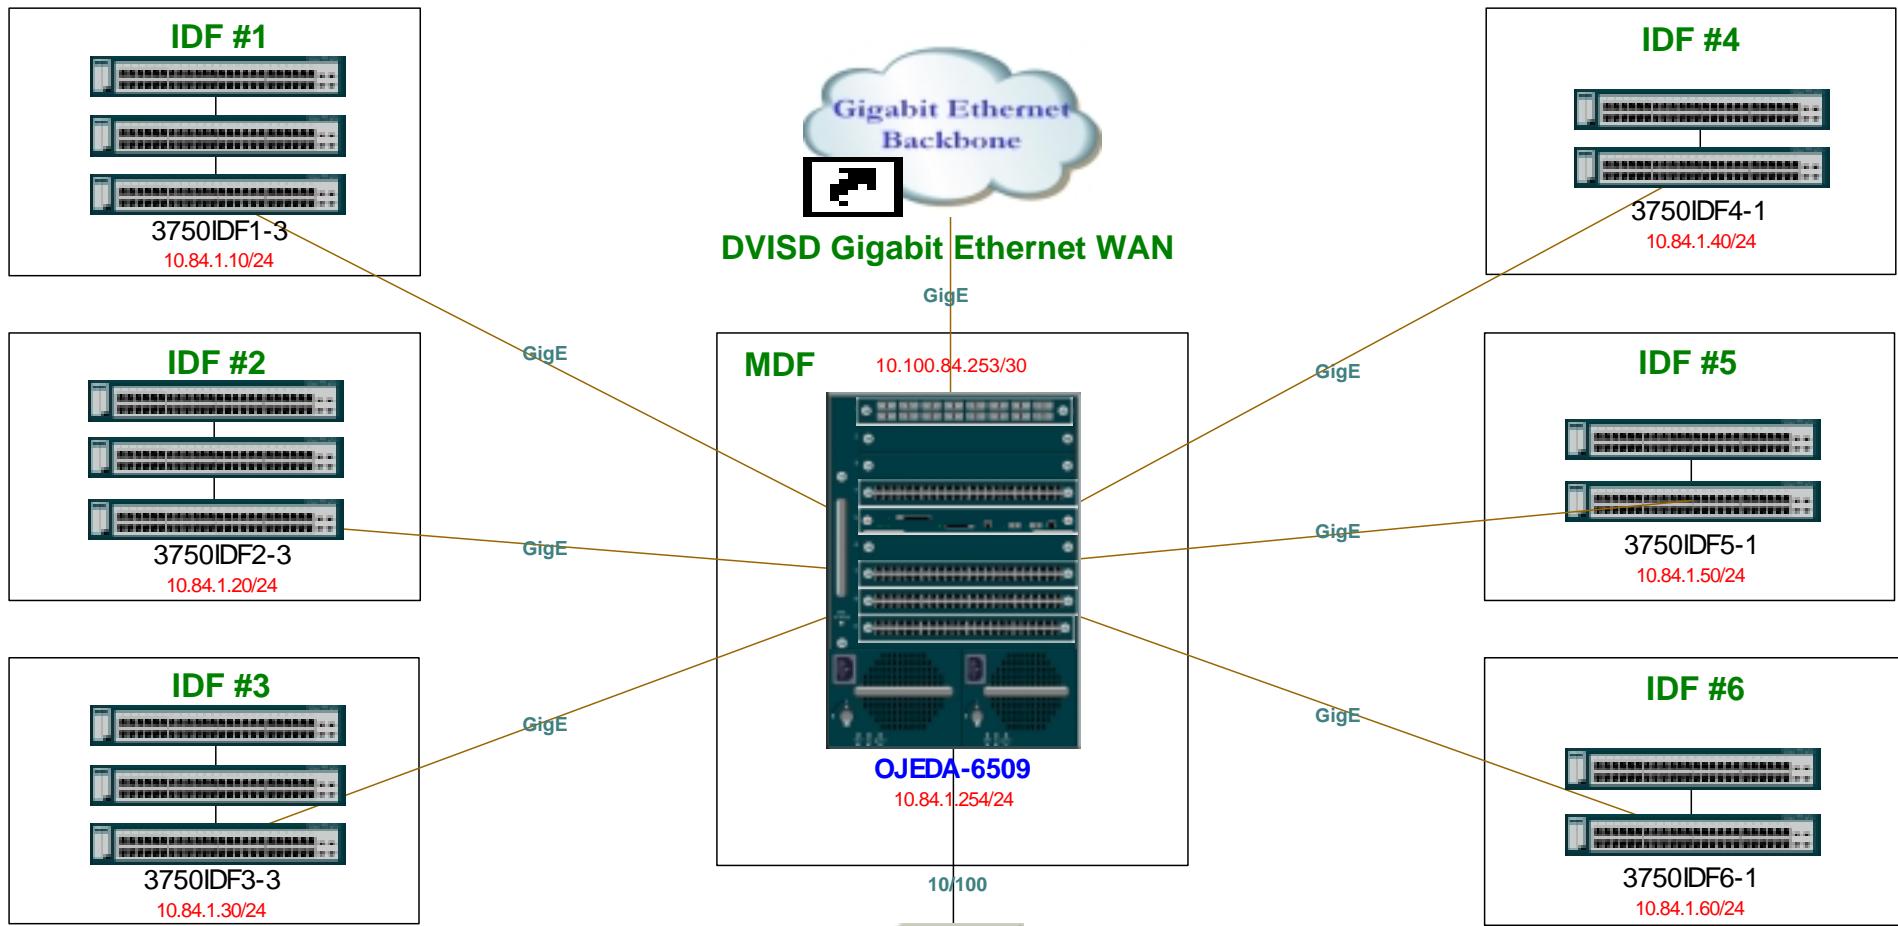 IDF #1
3750IDF1-3
10.84.1.10/24
Gigabit Ethernet
Backbone
DVISD Gigabit Ethernet WAN
GigE
IDF #4
3750IDF4-1
10.84.1.40/24
GigE
GigE
IDF #2
3750IDF2-3
10.84.1.20/24
GigE
MDF
10.100.84.253/30
OJEDA-6509
10.84.1.254/24
10/100
IDF #5
3750IDF5-1
10.84.1.50/24
GigE
IDF #3
3750IDF3-3
10.84.1.30/24
GigE
GigE
IDF #6
3750IDF6-1
10.84.1.60/24